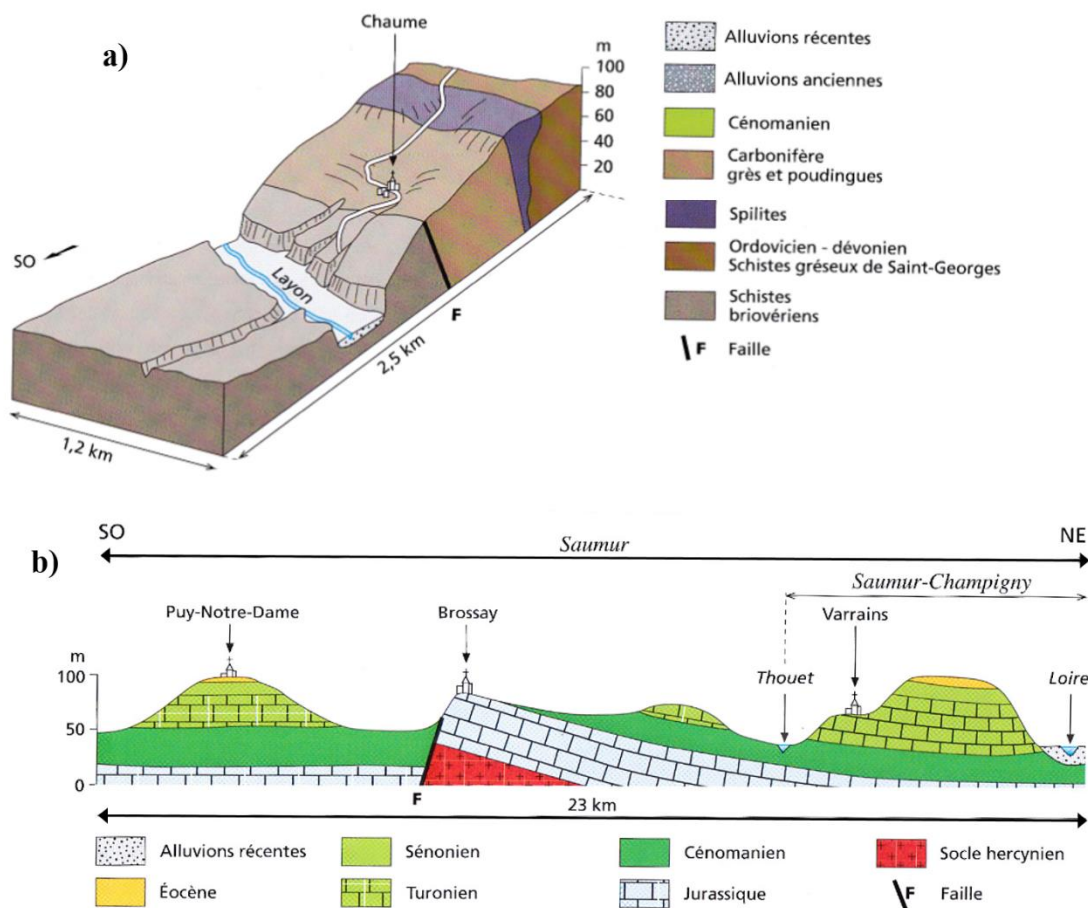 a)
Chaume
m
100
80
60
40
20
SO
Layon
F
2,5 km
1,2 km
Alluvions récentes
Alluvions anciennes
Cénomanien
Carbonifère
grès et poudingues
Spilites
Ordovicien - dévonien
Schistes gréseux de Saint-Georges
Schistes
briovériens
F Faille
b)
SO
NE
Saumur
Saumur-Champigny
Puy-Notre-Dame
Brossay
Varrains
Thouet
Loire
m
100
50
0
F
23 km
Alluvions récentes
Sénonien
Cénomanien
Socle hercynien
Éocène
Turonien
Jurassique
F Faille